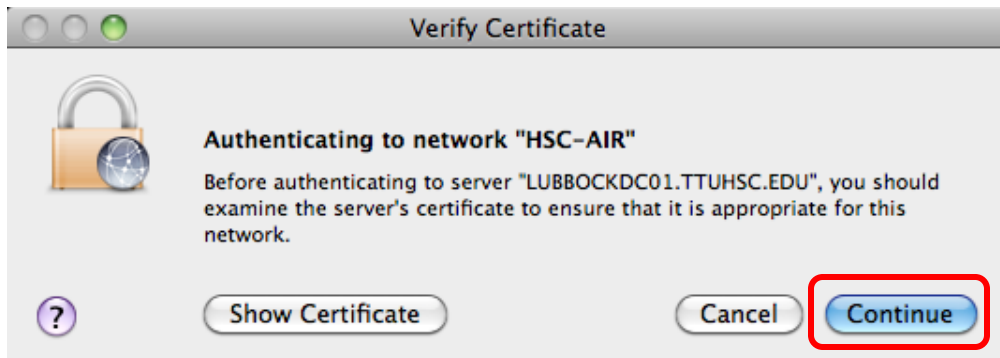 Verify Certificate
Authenticating to network "HSC-AIR"
Before authenticating to server "LUBBOCKDC01.TTUHSC.EDU", you should
examine the server's certificate to ensure that it is appropriate for this
network.
?
Show Certificate
Cancel
Continue